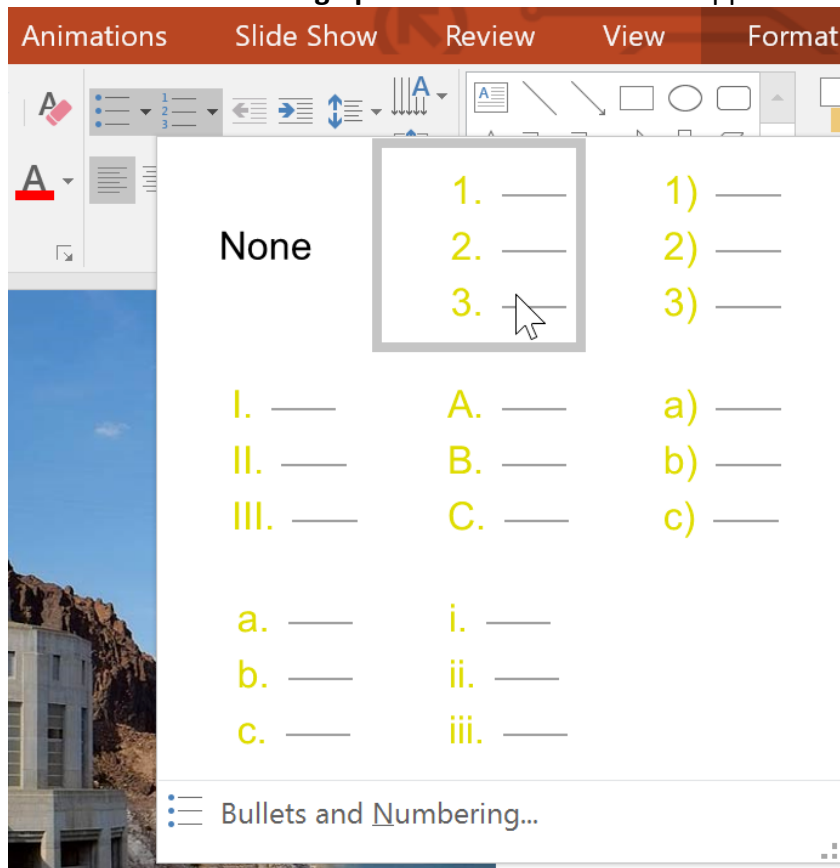 Animations Slide Show Review View Format
None
1.
2.
3.
1)
2)
3)
I.
II.
III.
A.
B.
C.
a)
b)
c)
a.
b.
c.
i.
ii.
iii.
Bullets and Numbering...